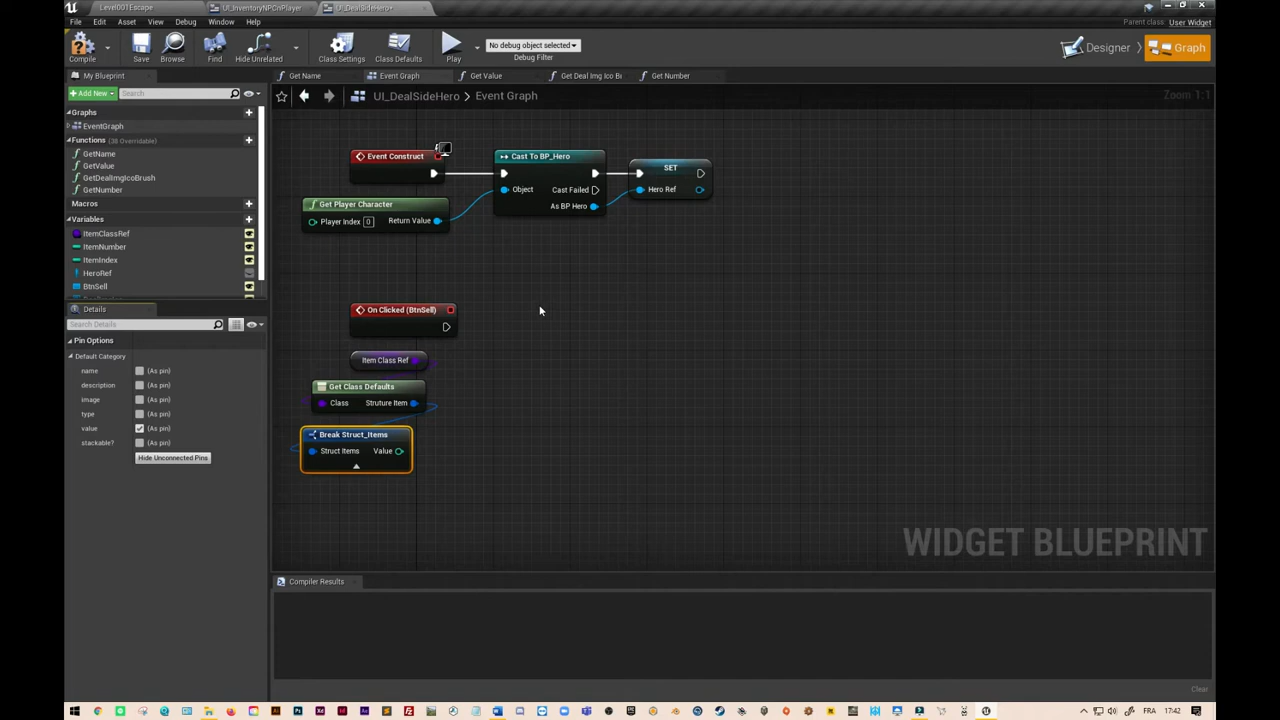 Level001Escape UI_InventoryNPCnPlayer UI_DealSideHero*
File Edit Asset View Debug Window Help Parent class: User Widget
Compile Save Browse Find Hide Unrelated Class Settings Class Defaults Play No debug object selected Debug Filter Designer Graph
My Blueprint Get Name Event Graph Get Value Get Deal Img Ico Bi Get Number
Add New Search UI_DealSideHero > Event Graph Zoom 1:1
Graphs
EventGraph
Functions (38 Overridable)
GetName
GetValue
GetDealImgIcoBrush
GetNumber
Macros
Variables
ItemClassRef
ItemNumber
ItemIndex
HeroRef
BtnSell
Details
Search Details
Pin Options
Default Category
name (As pin)
description (As pin)
image (As pin)
type (As pin)
value (As pin)
stackable? (As pin)
Hide Unconnected Pins
Event Construct
Get Player Character
Player Index 0 Return Value
Cast To BP_Hero
Object Cast Failed
As BP Hero
SET
Hero Ref
On Clicked (BtnSell)
Item Class Ref
Get Class Defaults
Class Struture Item
Break Struct_Items
Struct Items Value
WIDGET BLUEPRINT
Compiler Results
Clear
FRA 17:42